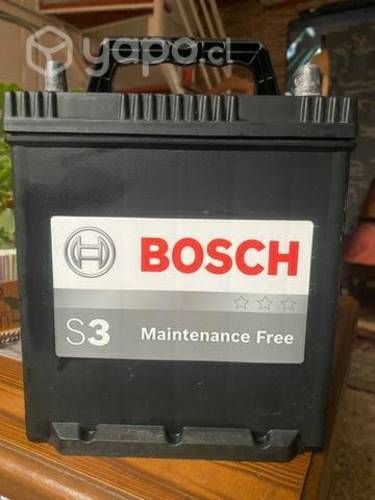 yapo.cl
BOSCH
S3 Maintenance Free